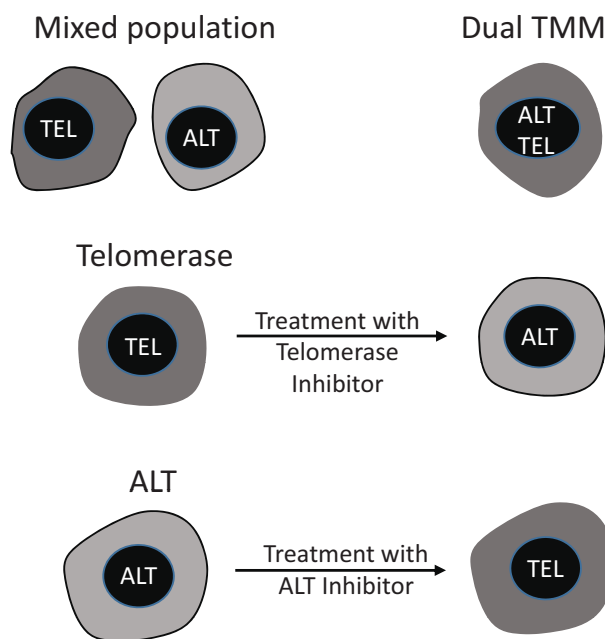 Mixed population
Dual TMM
TEL
ALT
ALT
TEL
Telomerase
TEL
Treatment with
Telomerase
Inhibitor
ALT
ALT
ALT
Treatment with
ALT Inhibitor
TEL